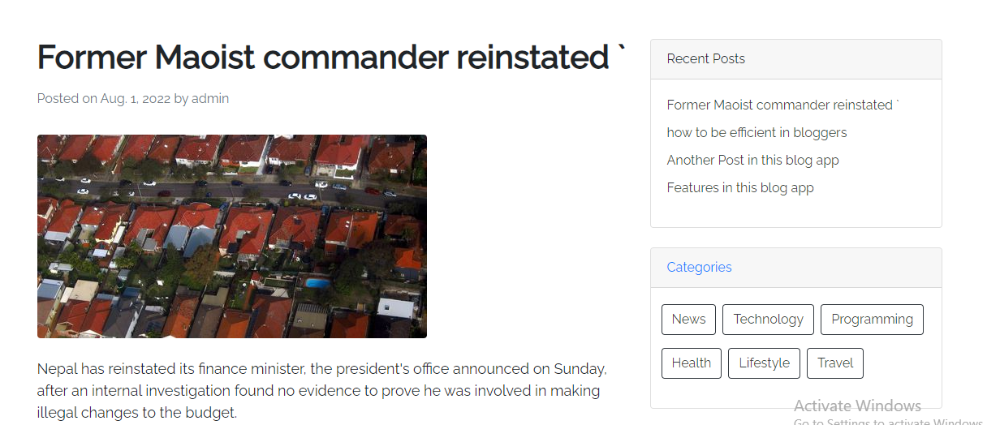 Former Maoist commander reinstated `
Posted on Aug. 1, 2022 by admin
Nepal has reinstated its finance minister, the president's office announced on Sunday,
after an internal investigation found no evidence to prove he was involved in making
illegal changes to the budget.
Recent Posts
Former Maoist commander reinstated `
how to be efficient in bloggers
Another Post in this blog app
Features in this blog app
Categories
News Technology Programming
Health Lifestyle Travel
Activate Windows
Go to Settings to activate Windows